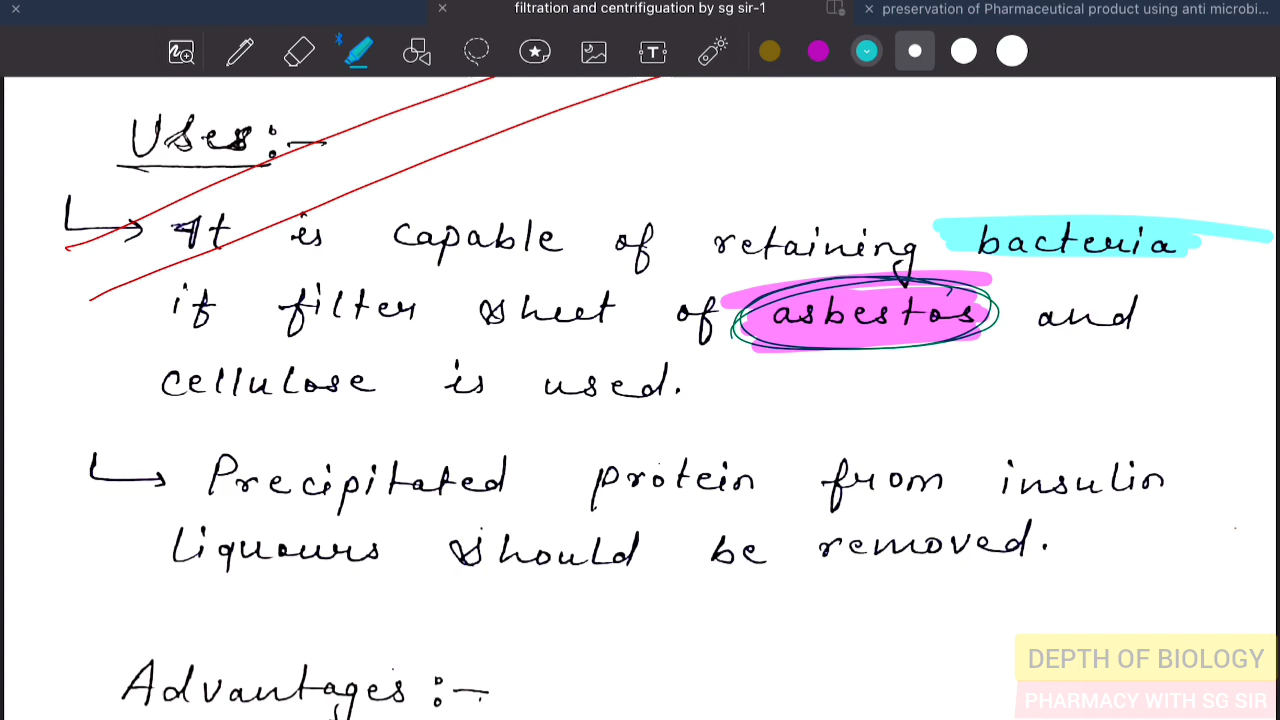 filtration and centrifiguation by sg sir-1
preservation of Pharmaceutical product using anti microbi...
Uses:-
It is capable of retaining bacteria
if filter sheet of asbestos and
cellulose is used.
Precipitated protein from insulin
liquours should be removed.
Advantages :-
DEPTH OF BIOLOGY
PHARMACY WITH SG SIR